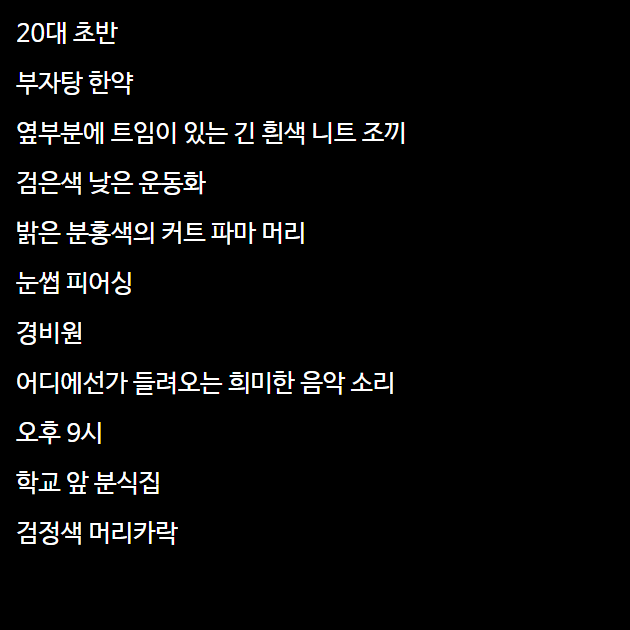 20대 초반
부자탕 한약
옆부분에 트임이 있는 긴 흰색 니트 조끼
검은색 낮은 운동화
밝은 분홍색의 커트 파마 머리
눈썹 피어싱
경비원
어디에선가 들려오는 희미한 음악 소리
오후 9시
학교 앞 분식집
검정색 머리카락